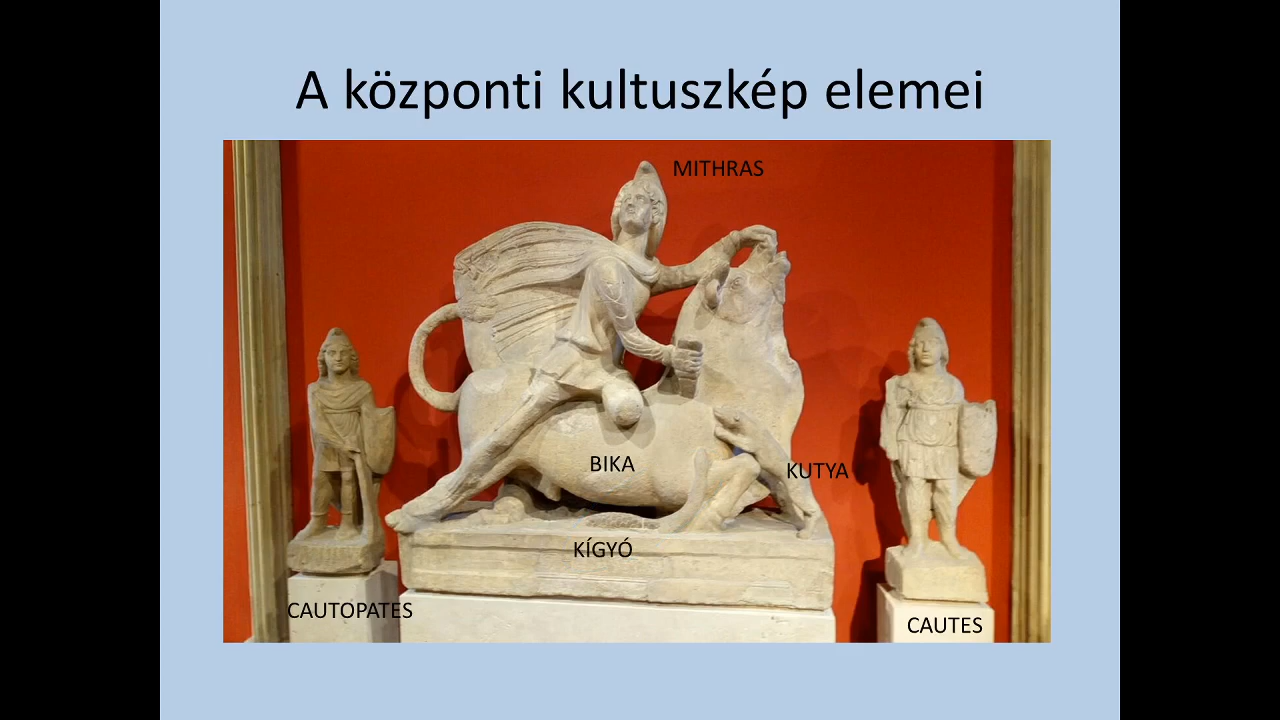 A központi kultuszkép elemei
MITHRAS
BIKA
KUTYA
KÍGYÓ
CAUTOPATES
CAUTES